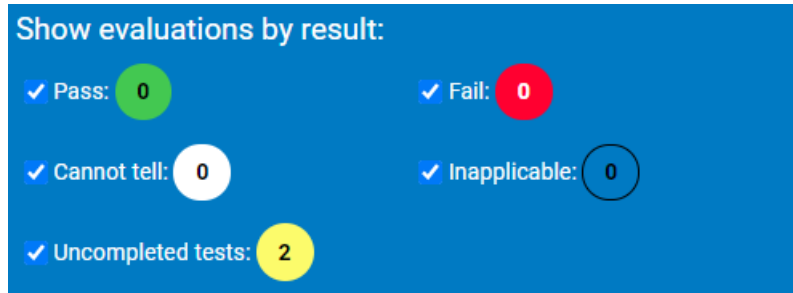 Show evaluations by result:
Pass: 0
Fail: 0
Cannot tell: 0
Inapplicable: 0
Uncompleted tests: 2